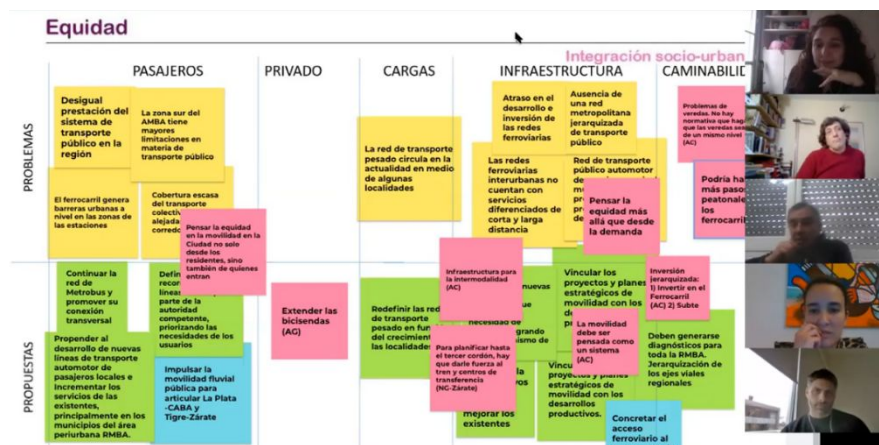 Equidad
Integración socio-urban
PASAJEROS
PRIVADO
CARGAS
INFRAESTRUCTURA
CAMINABILID
PROBLEMAS
Desigual
prestación del
sistema de
transporte
público en la
región
La zona sur del
AMBA tiene
mayores
limitaciones en
materia de
transporte público
El ferrocarril genera
barreras urbanas a
nivel en las zonas de
las estaciones
Cobertura escasa
del transporte
colectiv
alejada
corredo
Pensar la equidad
en la movilidad en la
Ciudad no solo
desde los
residentes, sino
también de quienes
entran
La red de transporte
pesado circula en la
actualidad en medio
de algunas
localidades
Atraso en el
desarrollo e
inversión de
las redes
ferroviarias
Ausencia de
una red
metropolitana
jerarquizada
de transporte
público
Las redes
ferroviarias
interurbanas no
cuentan con
servicios
diferenciados de
corta y larga
distancia
Red de transporte
público automotor
Pensar la
equidad más
allá que desde
la demanda
Problemas de
veredas. No hay
normativa que haga
que las veredas sea
de un mismo nivel
(AC)
Podría ha
más paso
peatonale
los
ferrocarril
PROPUESTAS
Continuar la
red de
Metrobus y
promover su
conexión
transversal
Defin
recor
líneas
parte de
la autoridad
competente,
priorizando las
necesidades de los
usuarios
Propender al
desarrollo de nuevas
líneas de transporte
automotor de
pasajeros locales e
Incrementar los
servicios de las
existentes,
principalmente en los
municipios del área
periurbana RMBA.
Impulsar la
movilidad fluvial
pública para
articular La Plata
-CABA y
Tigre-Zárate
Extender las
bicisendas
(AG)
Redefinir las red
de transporte
pesado en fun
del crecimient
las localidades
Infraestructura para
la intermodalidad
(AC)
nuevas
que
necesidad de
grando
ismo de
Para planificar hasta
el tercer cordón, hay
que darle fuerza al
tren y centros de
transferencia
(NG-Zárate)
mejorar los
existentes
Vincular los
proyectos y planes
estratégicos de
movilidad con los
La movilidad
debe ser
pensada como
un sistema (AC)
proyectos y planes
estratégicos de
movilidad con los
desarrollos
productivos.
Inversión
jerarquizada:
1) Invertir en el
Ferrocarril
(AC) 2) Subte
Deben generarse
diagnósticos para
toda la RMBA.
Jerarquización de
los ejes viales
regionales
Concretar el
acceso
ferroviario al